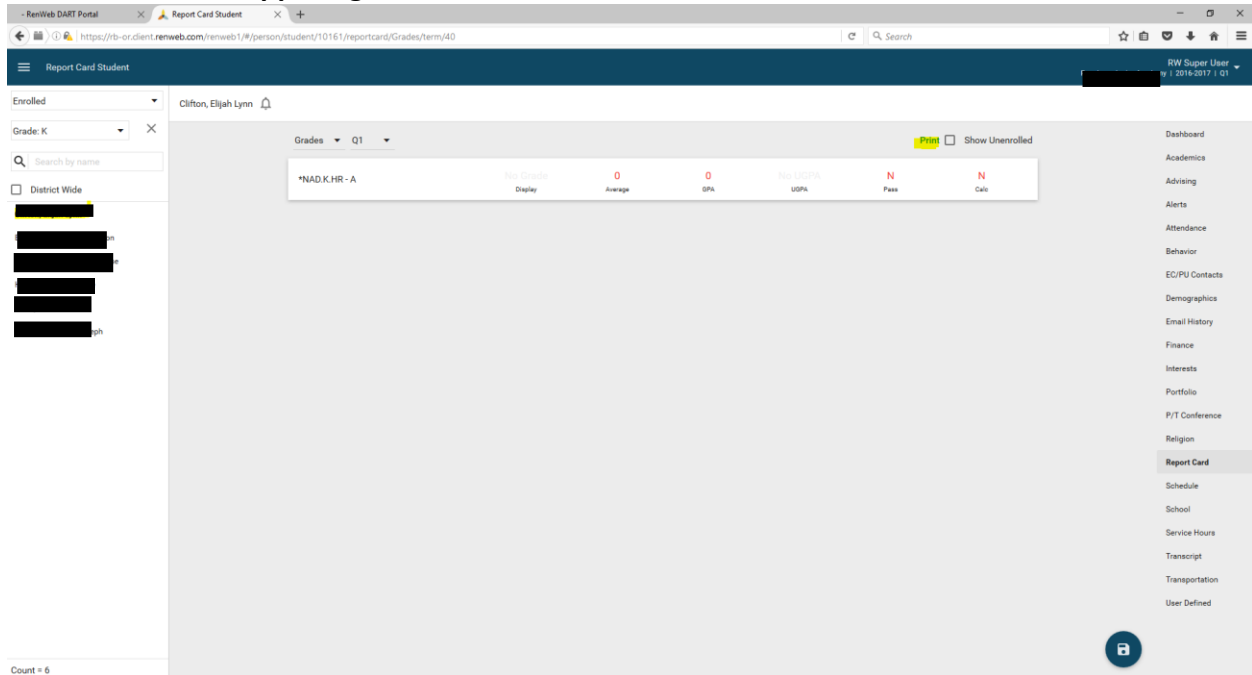 - RenWeb DART Portal
Report Card Student
https://rb-or.client.renweb.com/renweb1/#/person/student/10161/reportcard/Grades/term/40
Search
Report Card Student
RW Super User
y | 2016-2017 | Q1
Enrolled
Clifton, Elijah Lynn
Grade: K
Grades Q1
Print Show Unenrolled
Search by name
District Wide
*NAD.K.HR - A
No Grade 0 0 No UGPA N N
Display Average GPA UGPA Pass Calc
on
e
eph
Dashboard
Academics
Advising
Alerts
Attendance
Behavior
EC/PU Contacts
Demographics
Email History
Finance
Interests
Portfolio
P/T Conference
Religion
Report Card
Schedule
School
Service Hours
Transcript
Transportation
User Defined
Count = 6